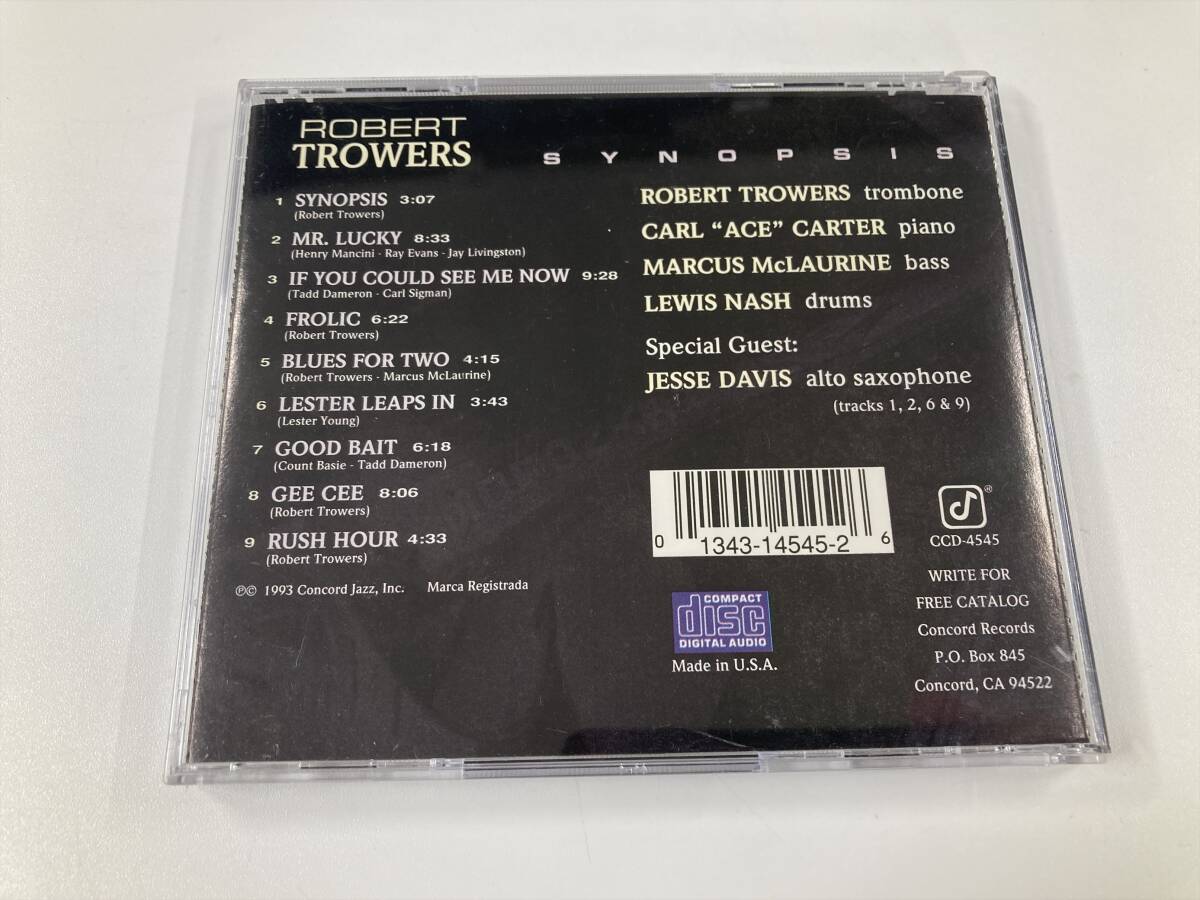 ROBERT
TROWERS
SYNOPSIS
1 SYNOPSIS 3:07
(Robert Trowers)
2 MR. LUCKY 8:33
(Henry Mancini - Ray Evans - Jay Livingston)
3 IF YOU COULD SEE ME NOW 9:28
(Tadd Dameron - Carl Sigman)
4 FROLIC 6:22
(Robert Trowers)
5 BLUES FOR TWO 4:15
(Robert Trowers - Marcus McLaurine)
6 LESTER LEAPS IN 3:43
(Lester Young)
7 GOOD BAIT 6:18
(Count Basie - Tadd Dameron)
8 GEE CEE 8:06
(Robert Trowers)
9 RUSH HOUR 4:33
(Robert Trowers)
℗© 1993 Concord Jazz, Inc. Marca Registrada
ROBERT TROWERS trombone
CARL “ACE” CARTER piano
MARCUS McLAURINE bass
LEWIS NASH drums
Special Guest:
JESSE DAVIS alto saxophone
(tracks 1, 2, 6 & 9)
0 13431-14545-2 6
COMPACT
disc
DIGITAL AUDIO
Made in U.S.A.
®
CCD-4545
WRITE FOR
FREE CATALOG
Concord Records
P.O. Box 845
Concord, CA 94522